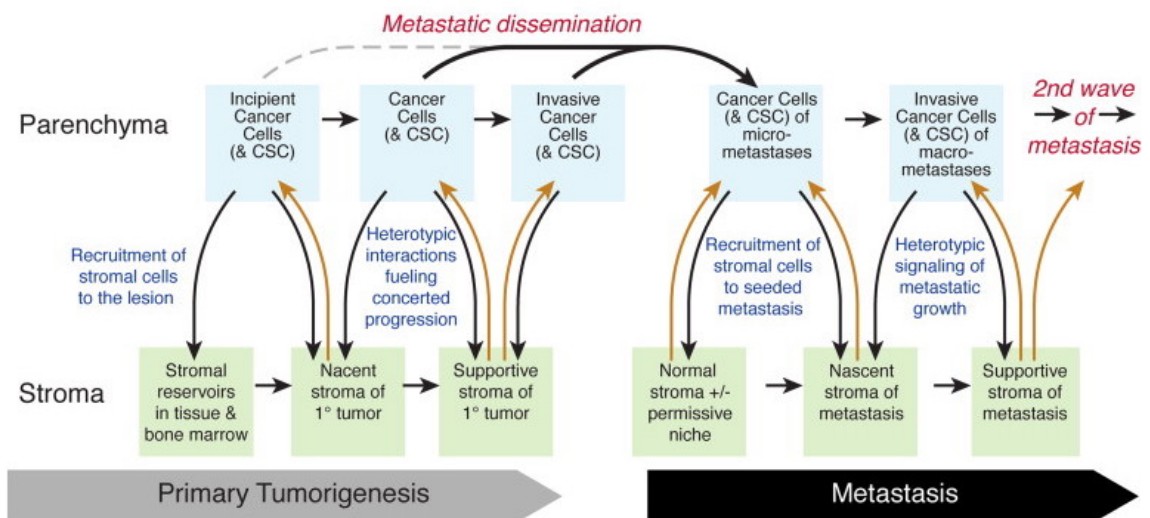 Metastatic dissemination
Parenchyma
Incipient
Cancer
Cells
(& CSC)
Cancer
Cells
(& CSC)
Invasive
Cancer
Cells
(& CSC)
Cancer Cells
(& CSC) of
micro-
metastases
Invasive
Cancer Cells
(& CSC) of
macro-
metastases
2nd wave
of
metastasis
Recruitment of
stromal cells
to the lesion
Heterotypic
interactions
fueling
concerted
progression
Recruitment of
stromal cells
to seeded
metastasis
Heterotypic
signaling of
metastatic
growth
Stroma
Stromal
reservoirs
in tissue &
bone marrow
Nacent
stroma of
1° tumor
Supportive
stroma of
1° tumor
Normal
stroma +/-
permissive
niche
Nascent
stroma of
metastasis
Supportive
stroma of
metastasis
Primary Tumorigenesis
Metastasis